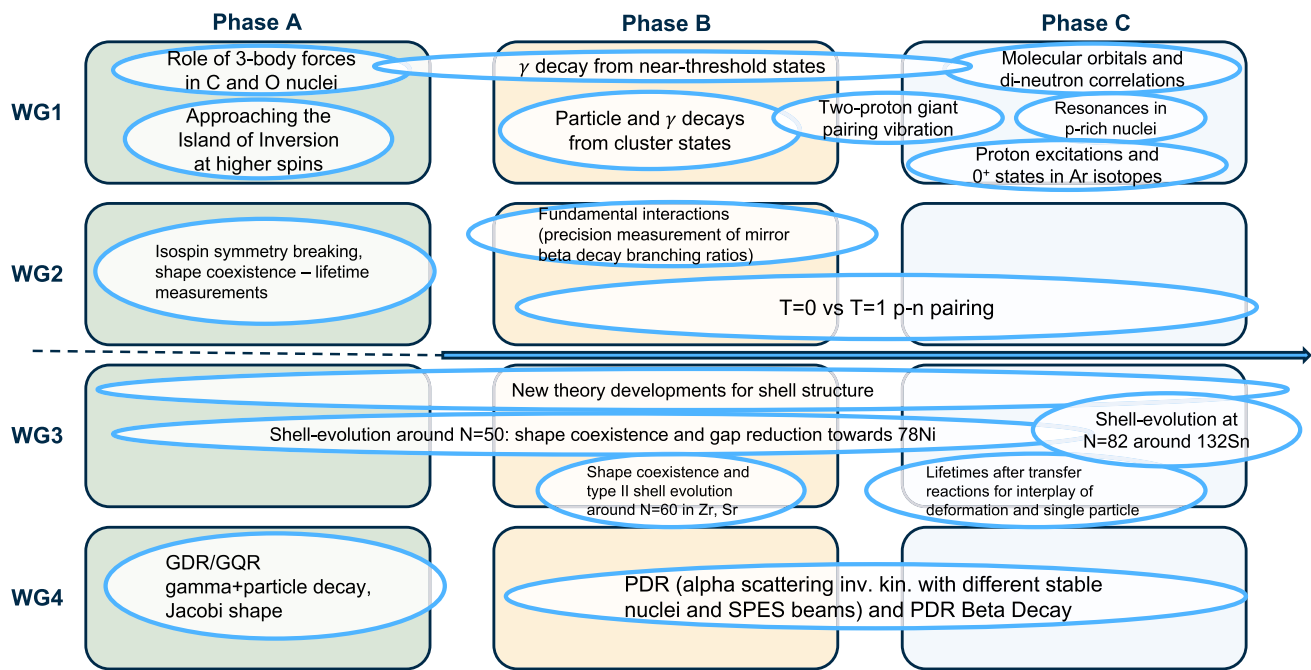 Phase A
Phase B
Phase C
WG1
Role of 3-body forces
in C and O nuclei
γ decay from near-threshold states
Molecular orbitals and
di-neutron correlations
Approaching the
Island of Inversion
at higher spins
Particle and γ decays
from cluster states
Two-proton giant
pairing vibration
Resonances in
p-rich nuclei
Proton excitations and
0⁺ states in Ar isotopes
WG2
Isospin symmetry breaking,
shape coexistence – lifetime
measurements
Fundamental interactions
(precision measurement of mirror
beta decay branching ratios)
T=0 vs T=1 p-n pairing
WG3
New theory developments for shell structure
Shell-evolution around N=50: shape coexistence and gap reduction towards 78Ni
Shell-evolution at
N=82 around 132Sn
Shape coexistence and
type II shell evolution
around N=60 in Zr, Sr
Lifetimes after transfer
reactions for interplay of
deformation and single particle
WG4
GDR/GQR
gamma+particle decay,
Jacobi shape
PDR (alpha scattering inv. kin. with different stable
nuclei and SPES beams) and PDR Beta Decay